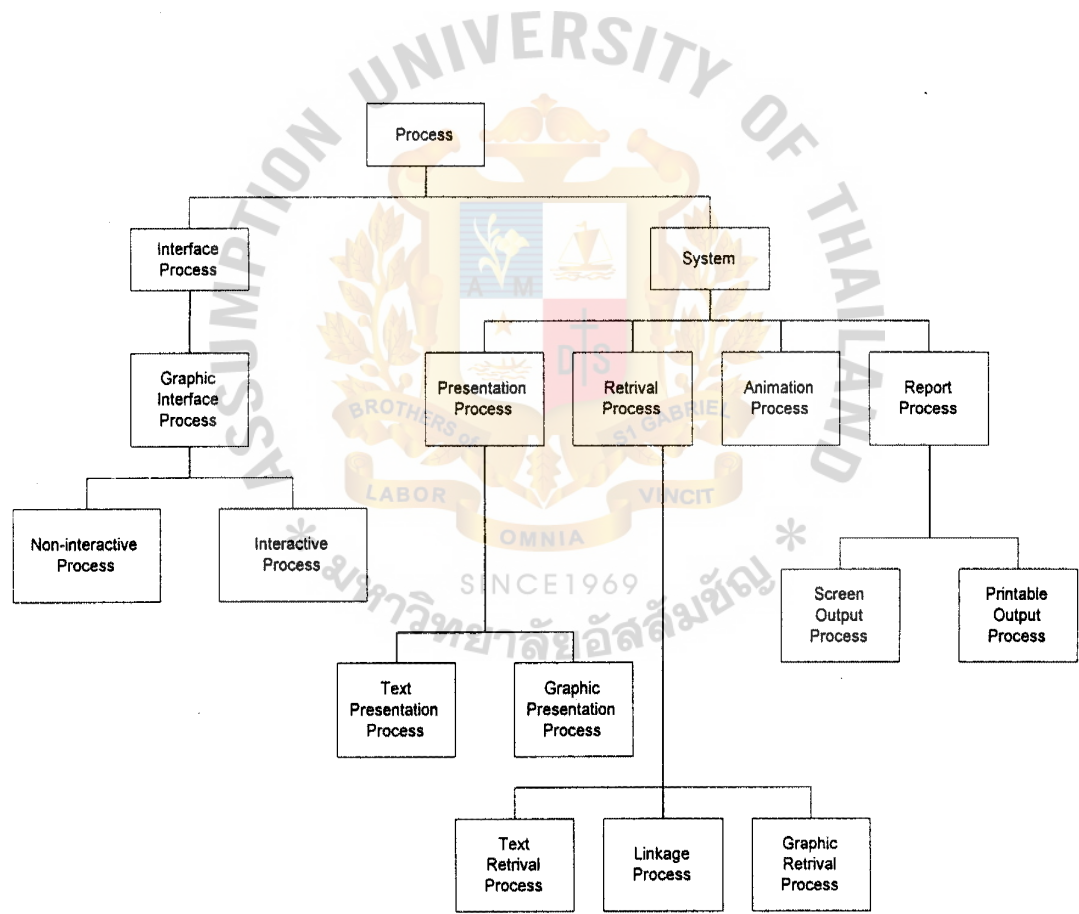 ASSUMPTION UNIVERSITY OF THAILAND
Process
Interface
Process
System
Graphic
Interface
Process
Presentation
Process
Retrival
Process
Animation
Process
Report
Process
A M
D S
BROTHERS of
S1 GABRIEL
LABOR
VINCIT
OMNIA
Non-interactive
Process
Interactive
Process
SINCE1969
* มหาวิทยาลัยอัสสัมชัญ *
Screen
Output
Process
Printable
Output
Process
Text
Presentation
Process
Graphic
Presentation
Process
Text
Retrival
Process
Linkage
Process
Graphic
Retrival
Process